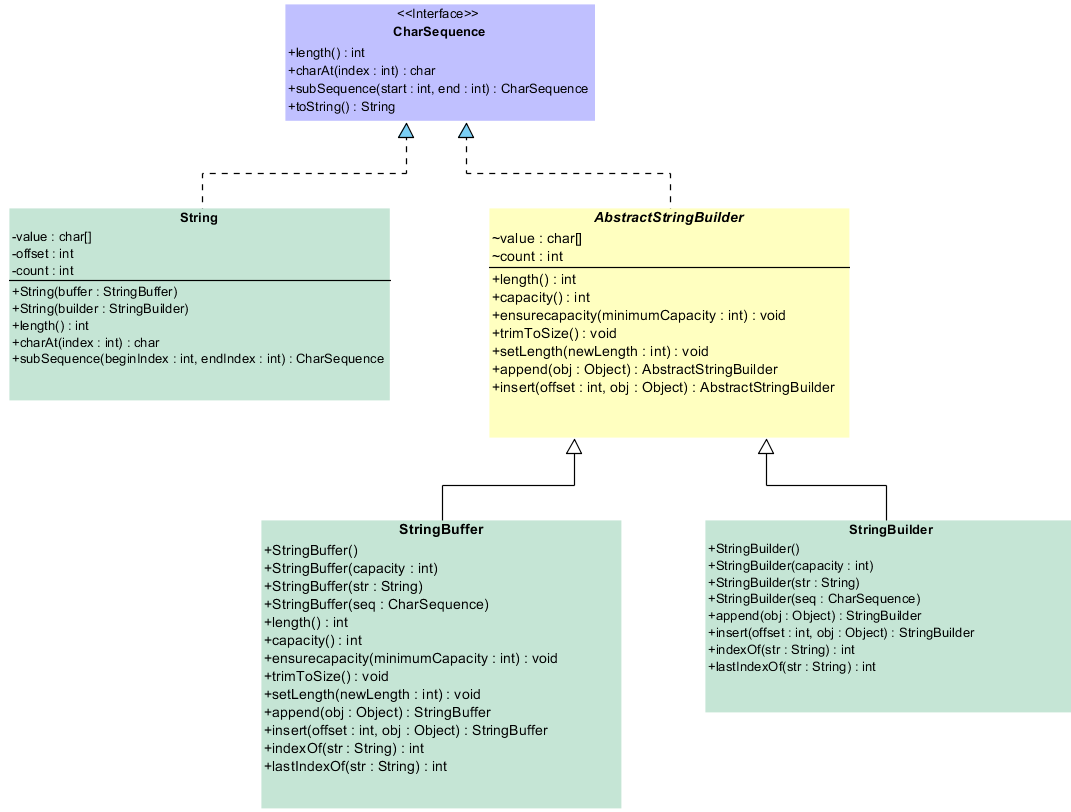 <<Interface>>
CharSequence
+length() : int
+charAt(index : int) : char
+subSequence(start : int, end : int) : CharSequence
+toString() : String
String
-value : char[]
-offset : int
-count : int
+String(buffer : StringBuffer)
+String(builder : StringBuilder)
+length() : int
+charAt(index : int) : char
+subSequence(beginIndex : int, endIndex : int) : CharSequence
AbstractStringBuilder
~value : char[]
~count : int
+length() : int
+capacity() : int
+ensurecapacity(minimumCapacity : int) : void
+trimToSize() : void
+setLength(newLength : int) : void
+append(obj : Object) : AbstractStringBuilder
+insert(offset : int, obj : Object) : AbstractStringBuilder
StringBuffer
+StringBuffer()
+StringBuffer(capacity : int)
+StringBuffer(str : String)
+StringBuffer(seq : CharSequence)
+length() : int
+capacity() : int
+ensurecapacity(minimumCapacity : int) : void
+trimToSize() : void
+setLength(newLength : int) : void
+append(obj : Object) : StringBuffer
+insert(offset : int, obj : Object) : StringBuffer
+indexOf(str : String) : int
+lastIndexOf(str : String) : int
StringBuilder
+StringBuilder()
+StringBuilder(capacity : int)
+StringBuilder(str : String)
+StringBuilder(seq : CharSequence)
+append(obj : Object) : StringBuilder
+insert(offset : int, obj : Object) : StringBuilder
+indexOf(str : String) : int
+lastIndexOf(str : String) : int